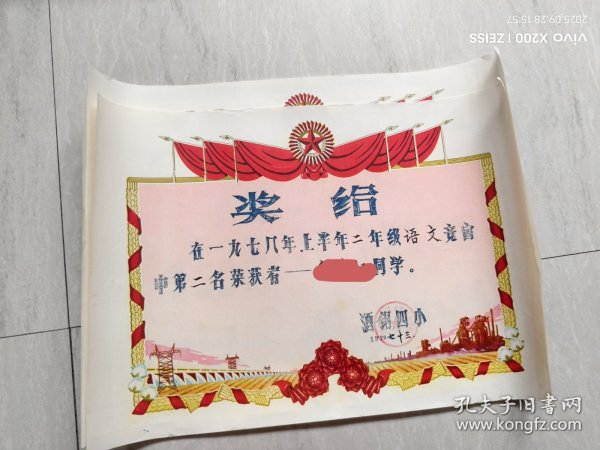 vivo X200 | ZEISS
2025.09.28 15:57
奖给
在一九七八年上半年二年级语文竞宫
中第二名荣获者——同学。
酒钢四小
孔夫子旧书网
www.kongfz.com